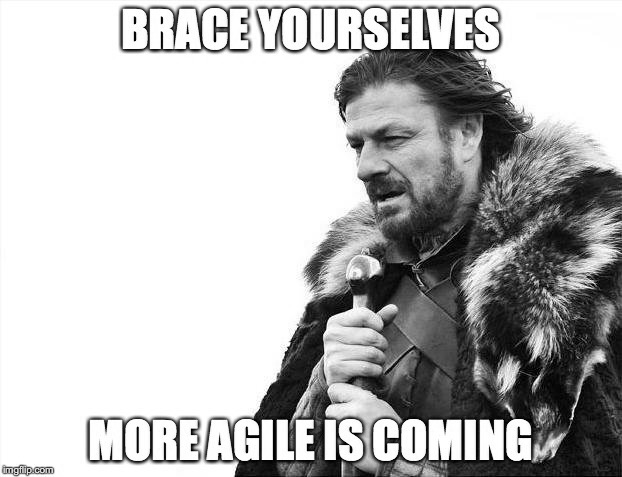 BRACE YOURSELVES
MORE AGILE IS COMING
imgflip.com